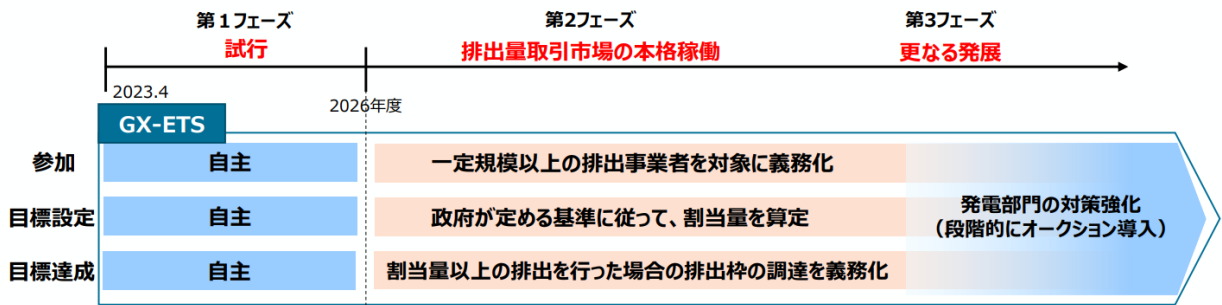 第１フェーズ
試行
第2フェーズ
排出量取引市場の本格稼働
第3フェーズ
更なる発展
2023.4
2026年度
GX-ETS
参加
自主
一定規模以上の排出事業者を対象に義務化
目標設定
自主
政府が定める基準に従って、割当量を算定
発電部門の対策強化
（段階的にオークション導入）
目標達成
自主
割当量以上の排出を行った場合の排出枠の調達を義務化